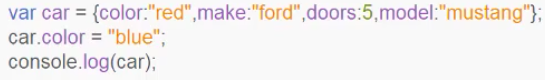 var car = {color:"red",make:"ford",doors:5,model:"mustang"};
car.color = "blue";
console.log(car);